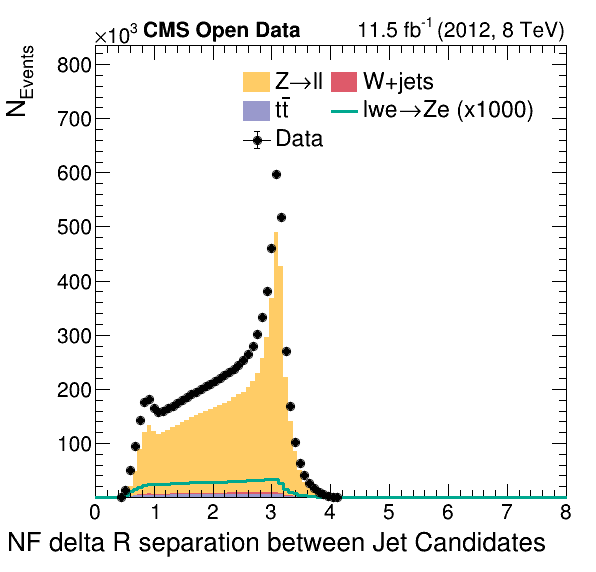 ×10³ CMS Open Data 11.5 fb⁻¹ (2012, 8 TeV)
N_Events
800
700
600
500
400
300
200
100
Z→ll W+jets
tt̄ lwe→Ze (x1000)
Data
0 1 2 3 4 5 6 7 8
NF delta R separation between Jet Candidates